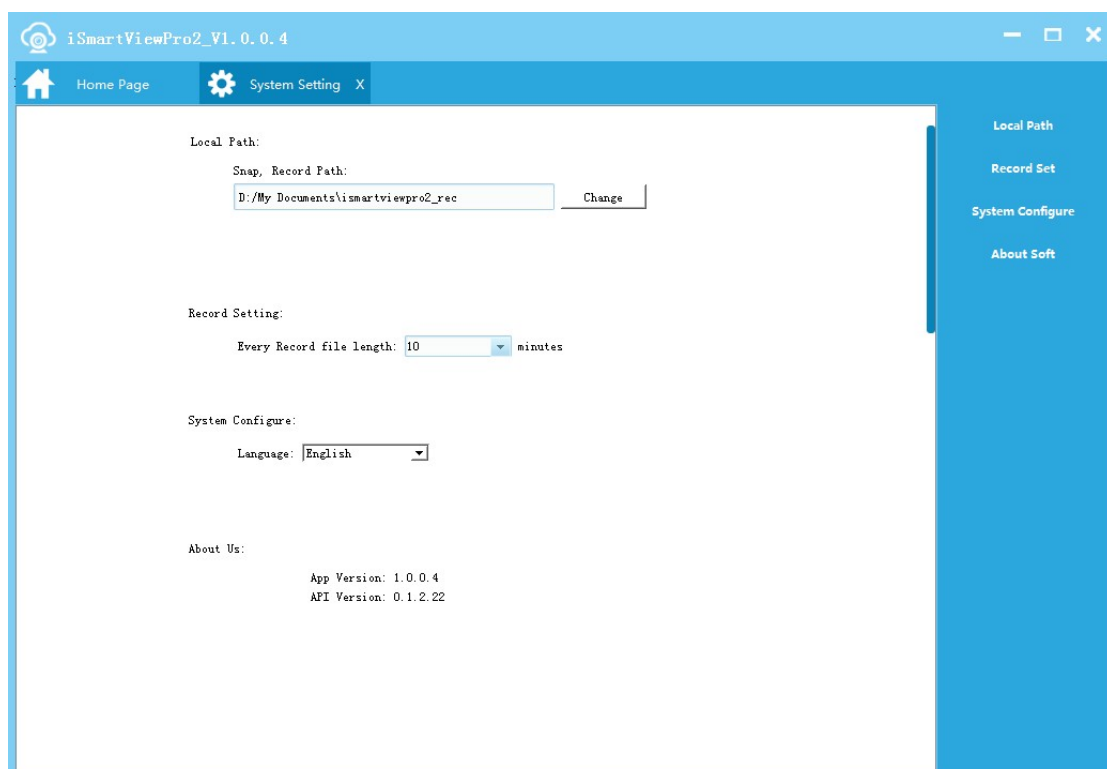 iSmartViewPro2_V1.0.0.4
Home Page
System Setting X
Local Path:
Snap, Record Path:
D:/My Documents\ismartviewpro2_rec Change
Record Setting:
Every Record file length: 10 minutes
System Configure:
Language: English
About Us:
App Version: 1.0.0.4
API Version: 0.1.2.22
Local Path
Record Set
System Configure
About Soft